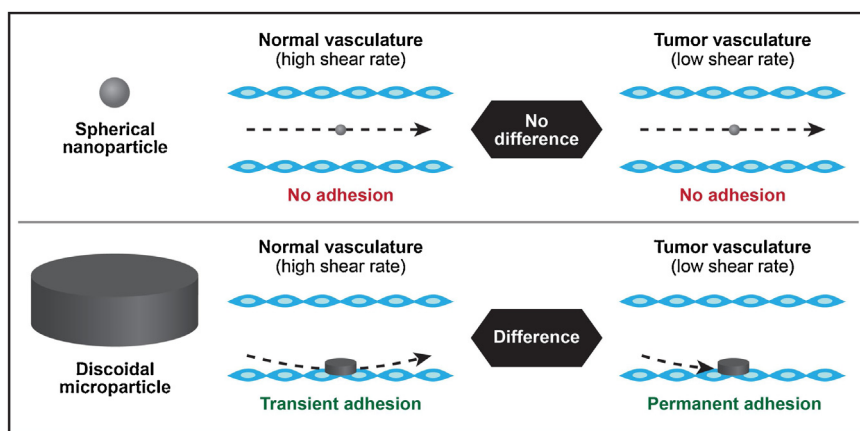 Normal vasculature
(high shear rate)
Tumor vasculature
(low shear rate)
Spherical
nanoparticle
No
difference
No adhesion
No adhesion
Normal vasculature
(high shear rate)
Tumor vasculature
(low shear rate)
Discoidal
microparticle
Difference
Transient adhesion
Permanent adhesion